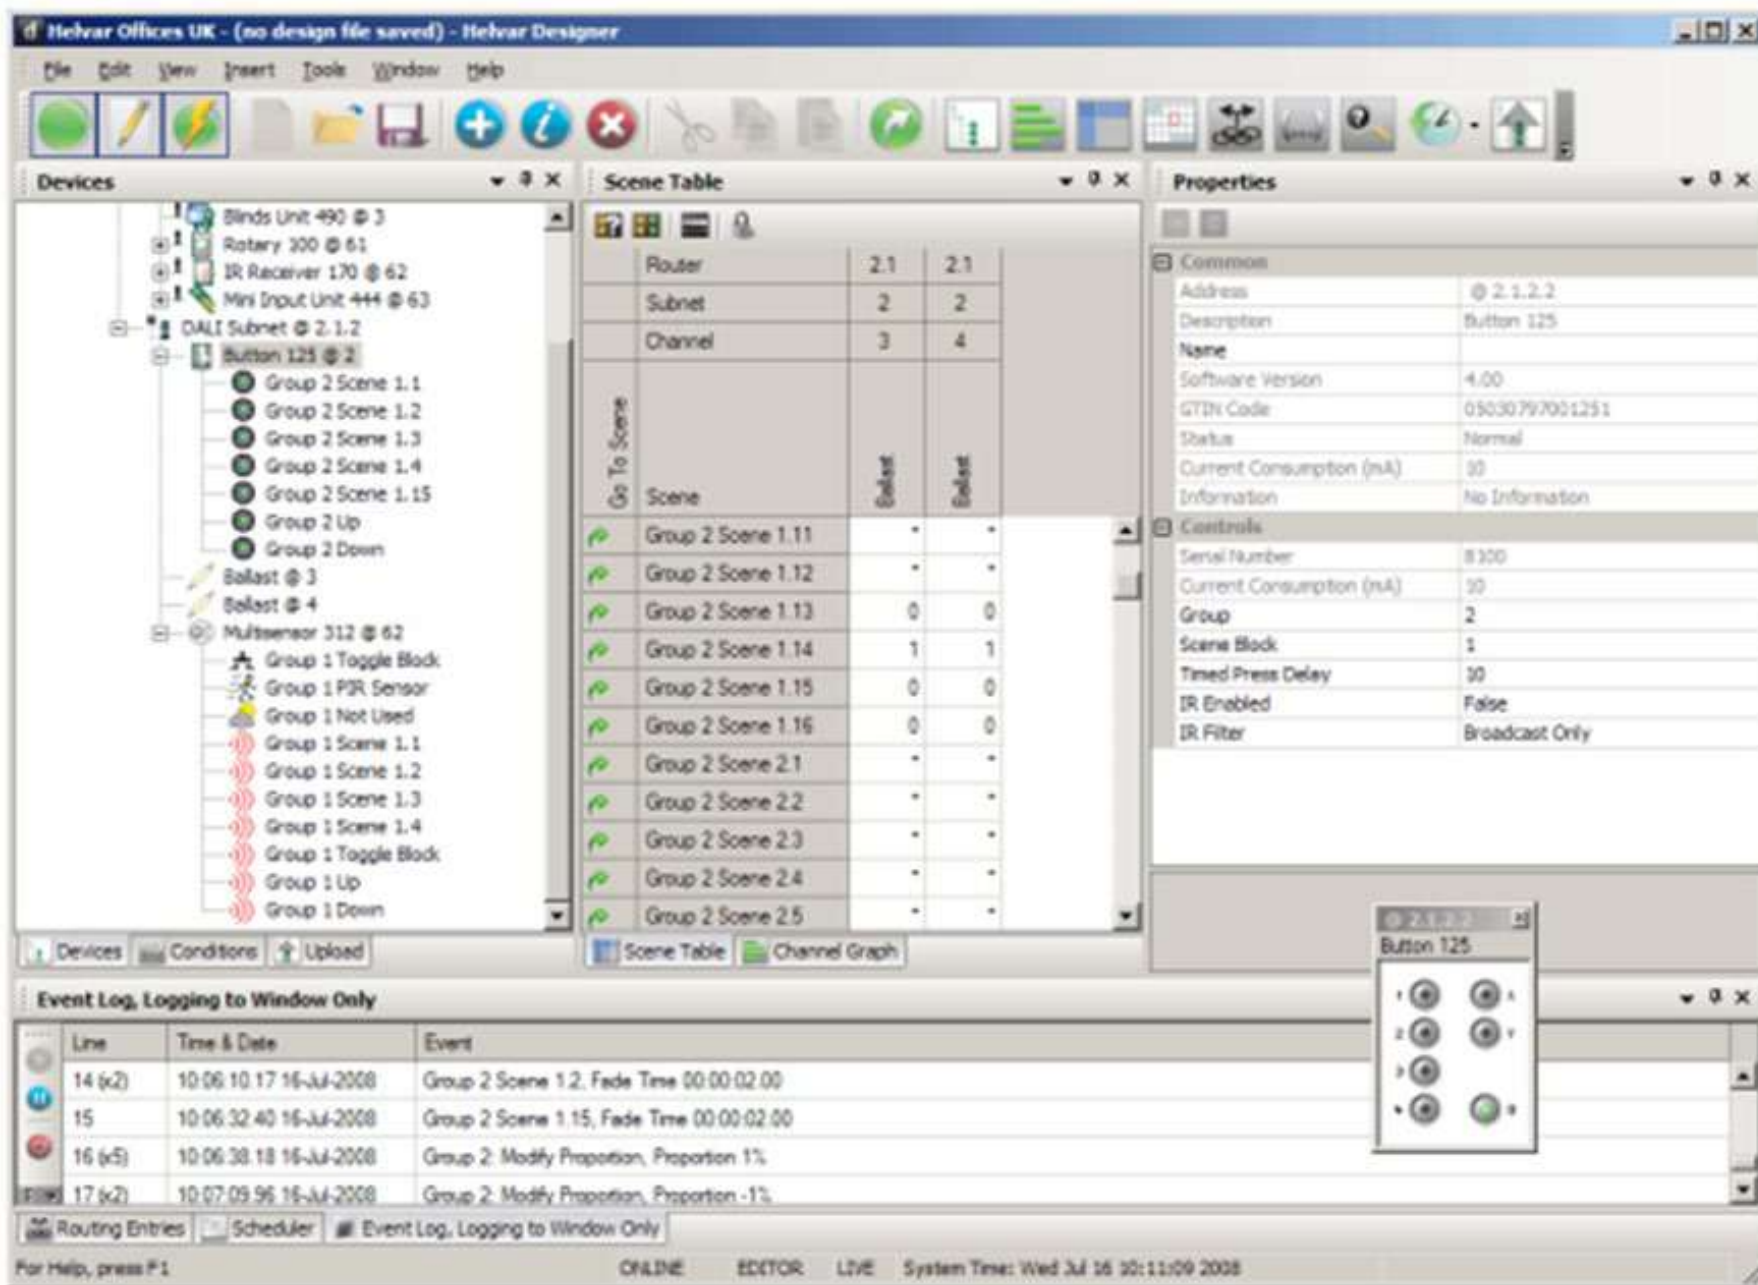 Helvar Offices UK - (no design file saved) - Helvar Designer
File Edit View Insert Tools Window Help
Devices
Blinds Unit 490 @ 3
Rotary 100 @ 61
IR Receiver 170 @ 62
Mini Input Unit 444 @ 63
DALI Subnet @ 2.1.2
Button 125 @ 2
Group 2 Scene 1.1
Group 2 Scene 1.2
Group 2 Scene 1.3
Group 2 Scene 1.4
Group 2 Scene 1.15
Group 2 Up
Group 2 Down
Ballast @ 3
Ballast @ 4
Multisensor 312 @ 62
Group 1 Toggle Block
Group 1 PIR Sensor
Group 1 Not Used
Group 1 Scene 1.1
Group 1 Scene 1.2
Group 1 Scene 1.3
Group 1 Scene 1.4
Group 1 Toggle Block
Group 1 Up
Group 1 Down
Devices Conditions Upload
Scene Table
Router 2.1 2.1
Subnet 2 2
Channel 3 4
Go To Scene Scene Ballast Ballast
Group 2 Scene 1.11 * *
Group 2 Scene 1.12 * *
Group 2 Scene 1.13 0 0
Group 2 Scene 1.14 1 1
Group 2 Scene 1.15 0 0
Group 2 Scene 1.16 0 0
Group 2 Scene 2.1 * *
Group 2 Scene 2.2 * *
Group 2 Scene 2.3 * *
Group 2 Scene 2.4 * *
Group 2 Scene 2.5 * *
Scene Table Channel Graph
Properties
Common
Address @ 2.1.2.2
Description Button 125
Name
Software Version 4.00
GTIN Code 05030797001251
Status Normal
Current Consumption (mA) 10
Information No Information
Controls
Serial Number 8100
Current Consumption (mA) 10
Group 2
Scene Block 1
Timed Press Delay 10
IR Enabled False
IR Filter Broadcast Only
@ 2.1.2.2
Button 125
1
2
3
4 0
Event Log, Logging to Window Only
Line Time & Date Event
14 (x2) 10:06:10.17 16-Jul-2008 Group 2 Scene 1.2, Fade Time 00:00:02.00
15 10:06:32.40 16-Jul-2008 Group 2 Scene 1.15, Fade Time 00:00:02.00
16 (x5) 10:06:38.18 16-Jul-2008 Group 2: Modify Proportion, Proportion 1%
17 (x2) 10:07:09.96 16-Jul-2008 Group 2: Modify Proportion, Proportion -1%
Routing Entries Scheduler Event Log, Logging to Window Only
For Help, press F1 ONLINE EDITOR LIVE System Time: Wed Jul 16 10:11:09 2008